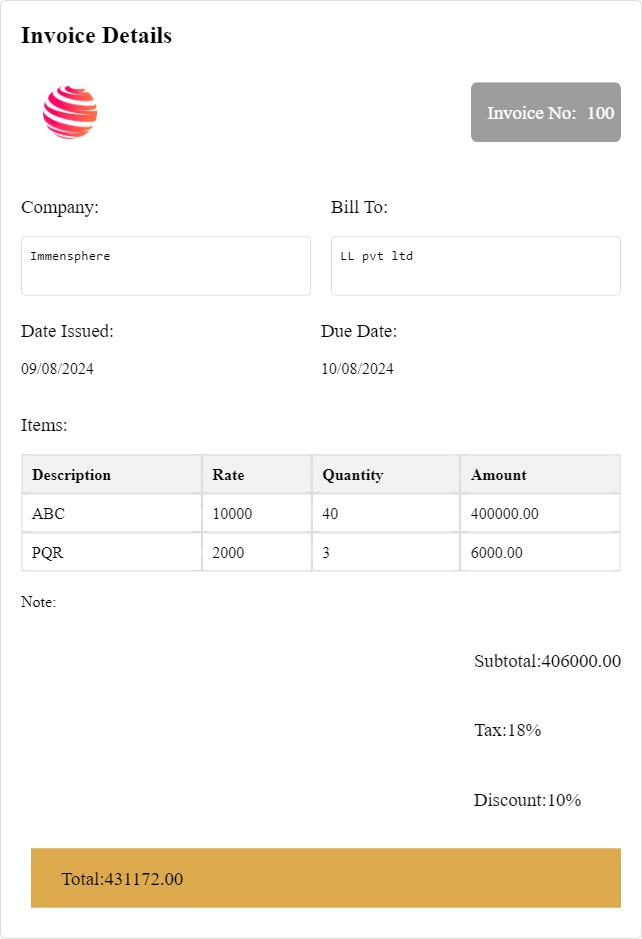 Invoice Details
Invoice No: 100
Company: Bill To:
Immensphere LL pvt ltd
Date Issued: Due Date:
09/08/2024 10/08/2024
Items:
Description Rate Quantity Amount
ABC 10000 40 400000.00
PQR 2000 3 6000.00
Note:
Subtotal:406000.00
Tax:18%
Discount:10%
Total:431172.00